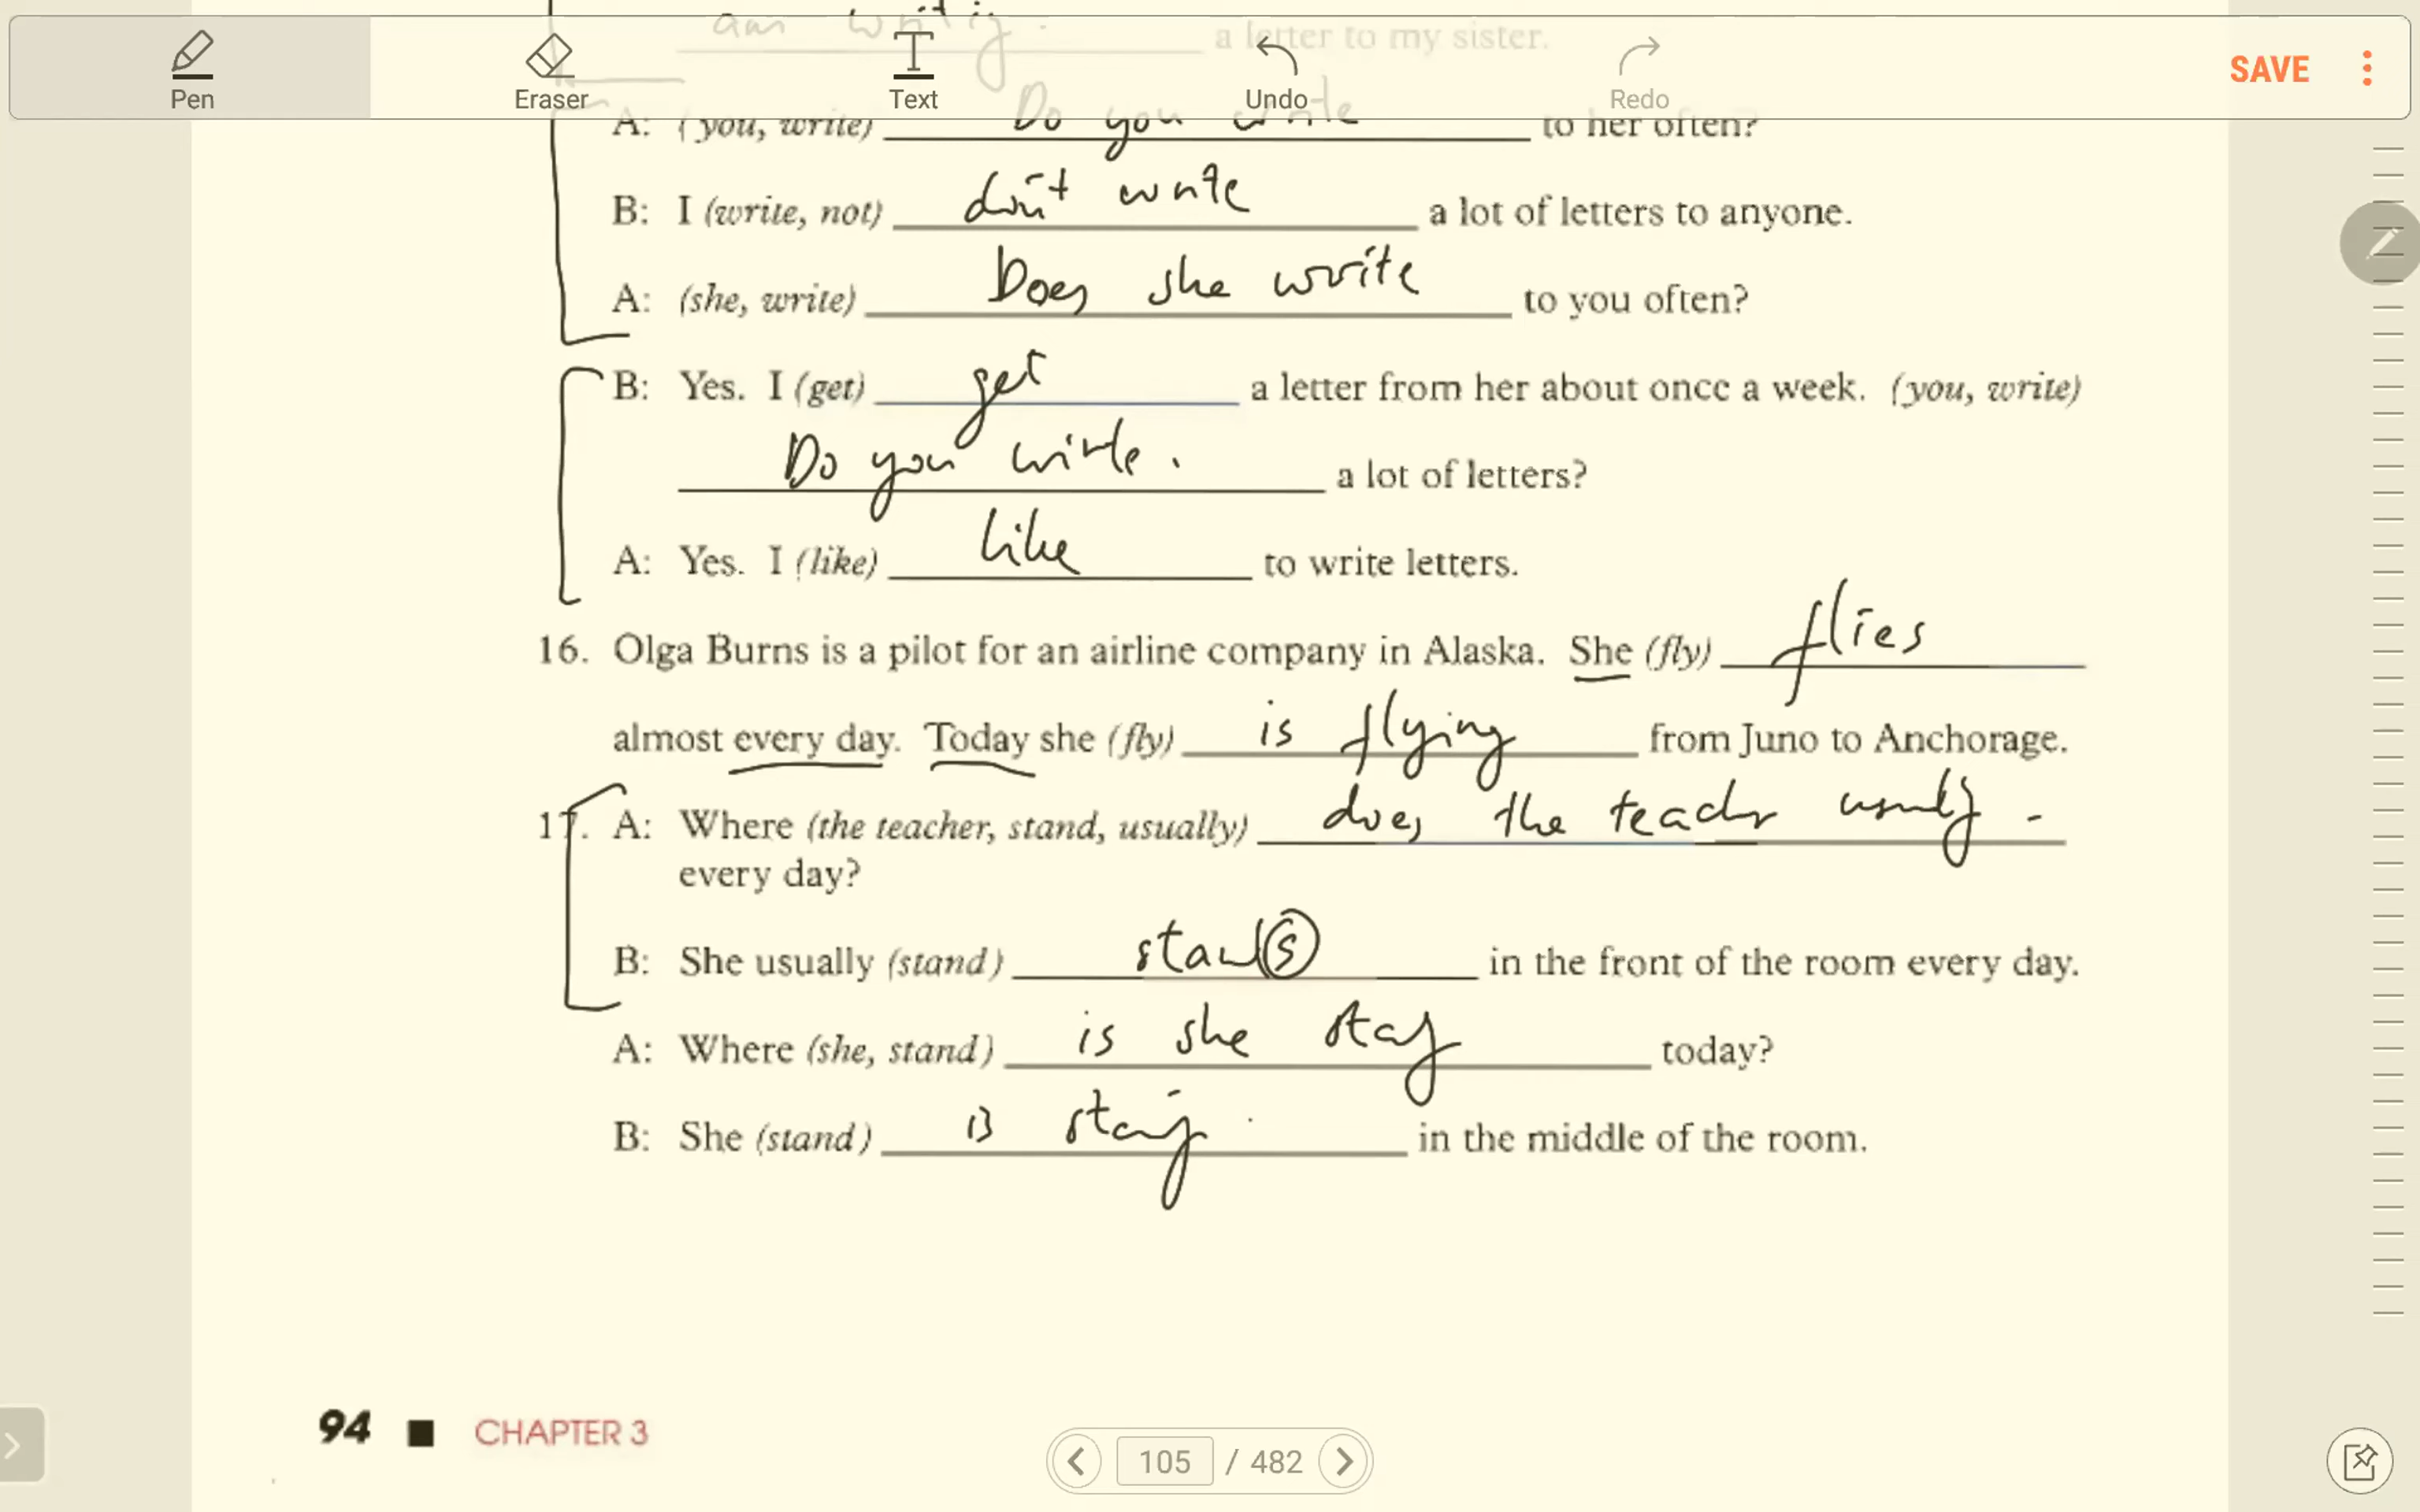 am writing a letter to my sister.
Pen Eraser Text Undo Redo SAVE
A: (you, write) Do you write to her often?
B: I (write, not) don't write a lot of letters to anyone.
A: (she, write) Does she write to you often?
B: Yes. I (get) get a letter from her about once a week. (you, write)
Do you write. a lot of letters?
A: Yes. I (like) like to write letters.
16. Olga Burns is a pilot for an airline company in Alaska. She (fly) flies
almost every day. Today she (fly) is flying from Juno to Anchorage.
17. A: Where (the teacher, stand, usually) does the teacher usually -
every day?
B: She usually (stand) stands in the front of the room every day.
A: Where (she, stand) is she today?
B: She (stand) is in the middle of the room.
94 ■ CHAPTER 3
105 / 482